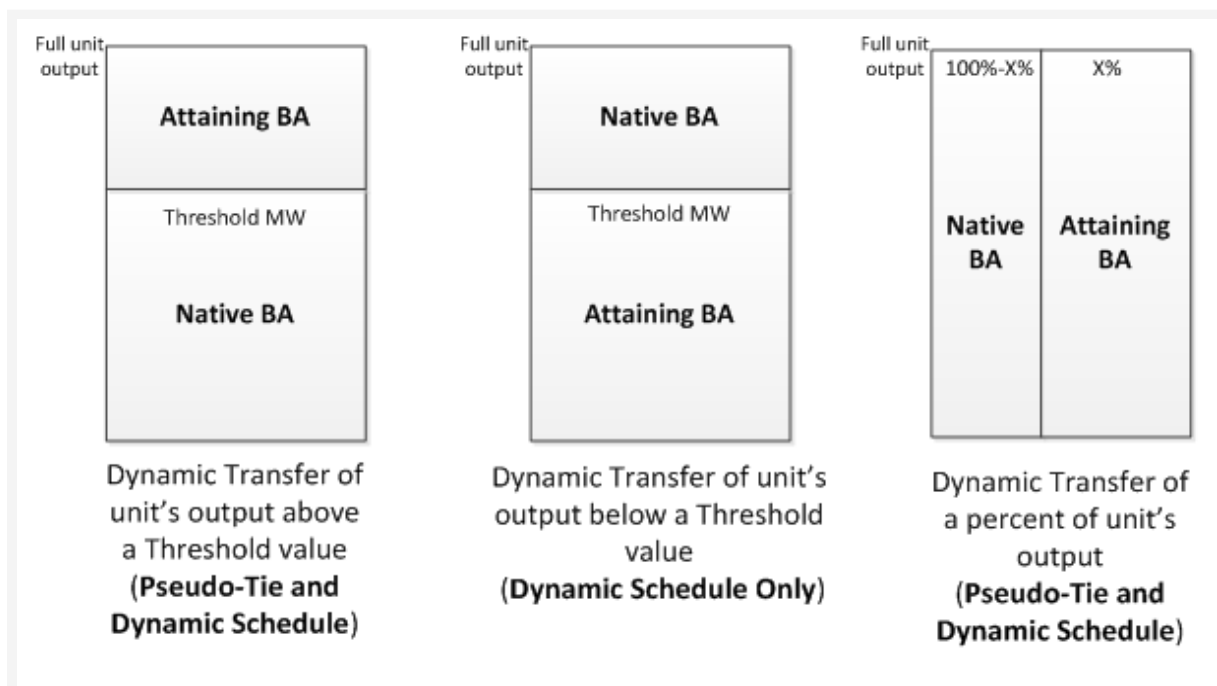 Full unit
output
Attaining BA
Threshold MW
Native BA
Dynamic Transfer of
unit's output above
a Threshold value
(Pseudo-Tie and
Dynamic Schedule)
Full unit
output
Native BA
Threshold MW
Attaining BA
Dynamic Transfer of unit's
output below a Threshold
value
(Dynamic Schedule Only)
Full unit
output
100%-X%
X%
Native
BA
Attaining
BA
Dynamic Transfer of
a percent of unit's
output
(Pseudo-Tie and
Dynamic Schedule)